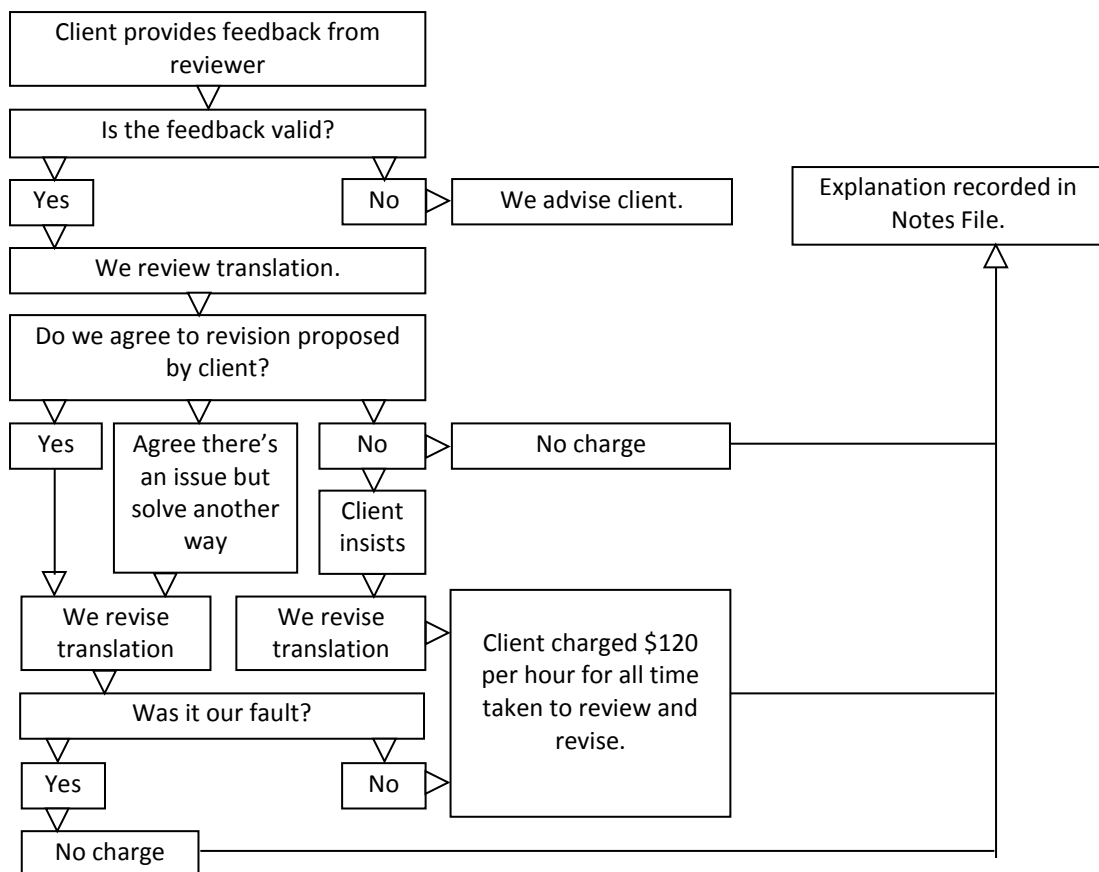 Client provides feedback from
reviewer
Is the feedback valid?
Yes
No
We advise client.
Explanation recorded in
Notes File.
We review translation.
Do we agree to revision proposed
by client?
Yes
Agree there's
an issue but
solve another
way
No
No charge
Client
insists
We revise
translation
We revise
translation
Client charged $120
per hour for all time
taken to review and
revise.
Was it our fault?
Yes
No
No charge